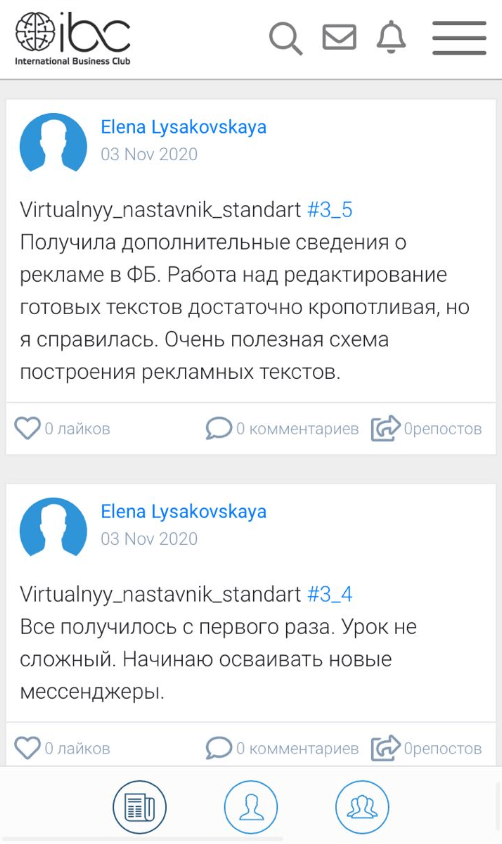 ibc
International Business Club
Elena Lysakovskaya
03 Nov 2020
Virtualnyy_nastavnik_standart #3_5
Получила дополнительные сведения о
рекламе в ФБ. Работа над редактирование
готовых текстов достаточно кропотливая, но
я справилась. Очень полезная схема
построения рекламных текстов.
0 лайков 0 комментариев 0репостов
Elena Lysakovskaya
03 Nov 2020
Virtualnyy_nastavnik_standart #3_4
Все получилось с первого раза. Урок не
сложный. Начинаю осваивать новые
мессенджеры.
0 лайков 0 комментариев 0репостов